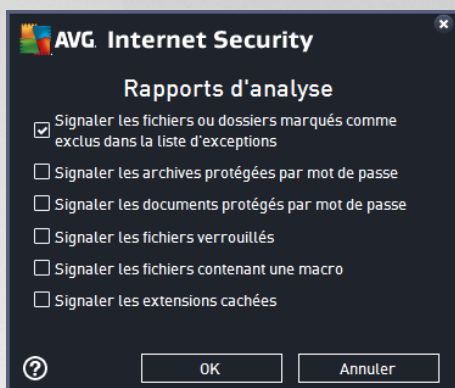 AVG Internet Security
Rapports d'analyse
Signaler les fichiers ou dossiers marqués comme
exclus dans la liste d'exceptions
Signaler les archives protégées par mot de passe
Signaler les documents protégés par mot de passe
Signaler les fichiers verrouillés
Signaler les fichiers contenant une macro
Signaler les extensions cachées
?
OK
Annuler